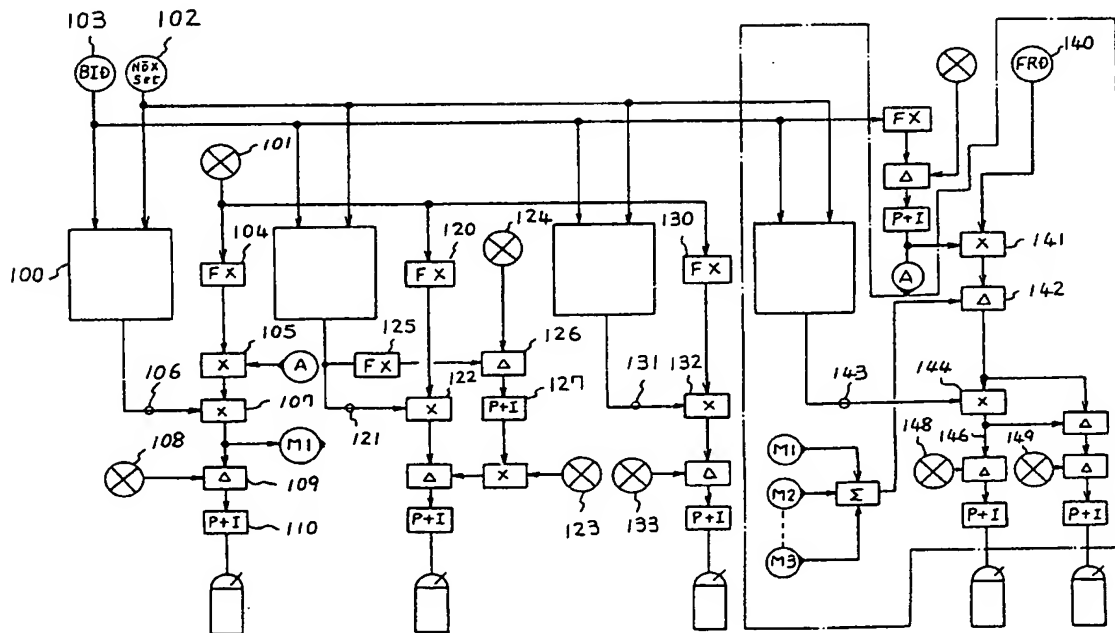 103
102
BID
NOX
Set
140
FRD
101
FX
124
104
120
130
100
FX
FX
FX
P+I
X
141
A
Δ
142
Δ
105
125
126
X
A
FX
Δ
106
107
122
127
131
132
143
144
X
M1
121
X
P+I
X
X
108
109
Δ
Δ
X
123
133
Δ
M1
146
148
149
Δ
Δ
Δ
110
P+I
P+I
P+I
M2
Σ
P+I
P+I
M3